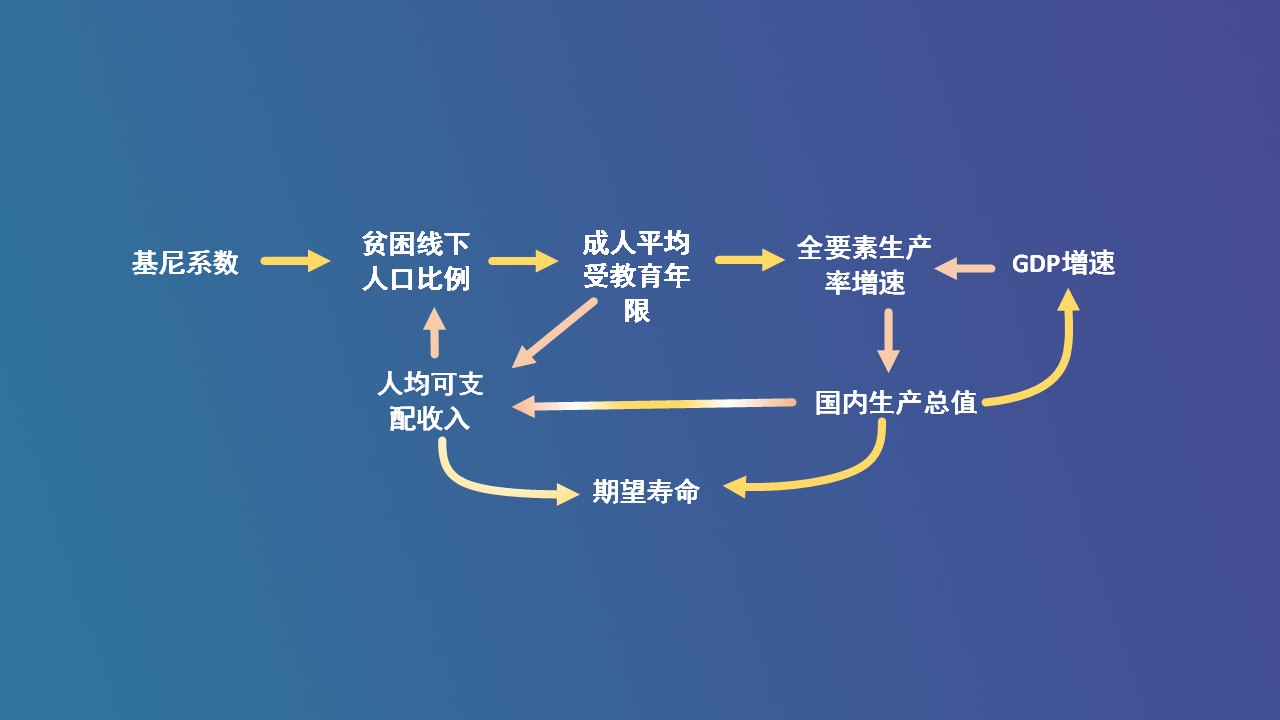 基尼系数
贫困线下
人口比例
成人平均
受教育年
限
全要素生产
率增速
GDP增速
人均可支
配收入
国内生产总值
期望寿命